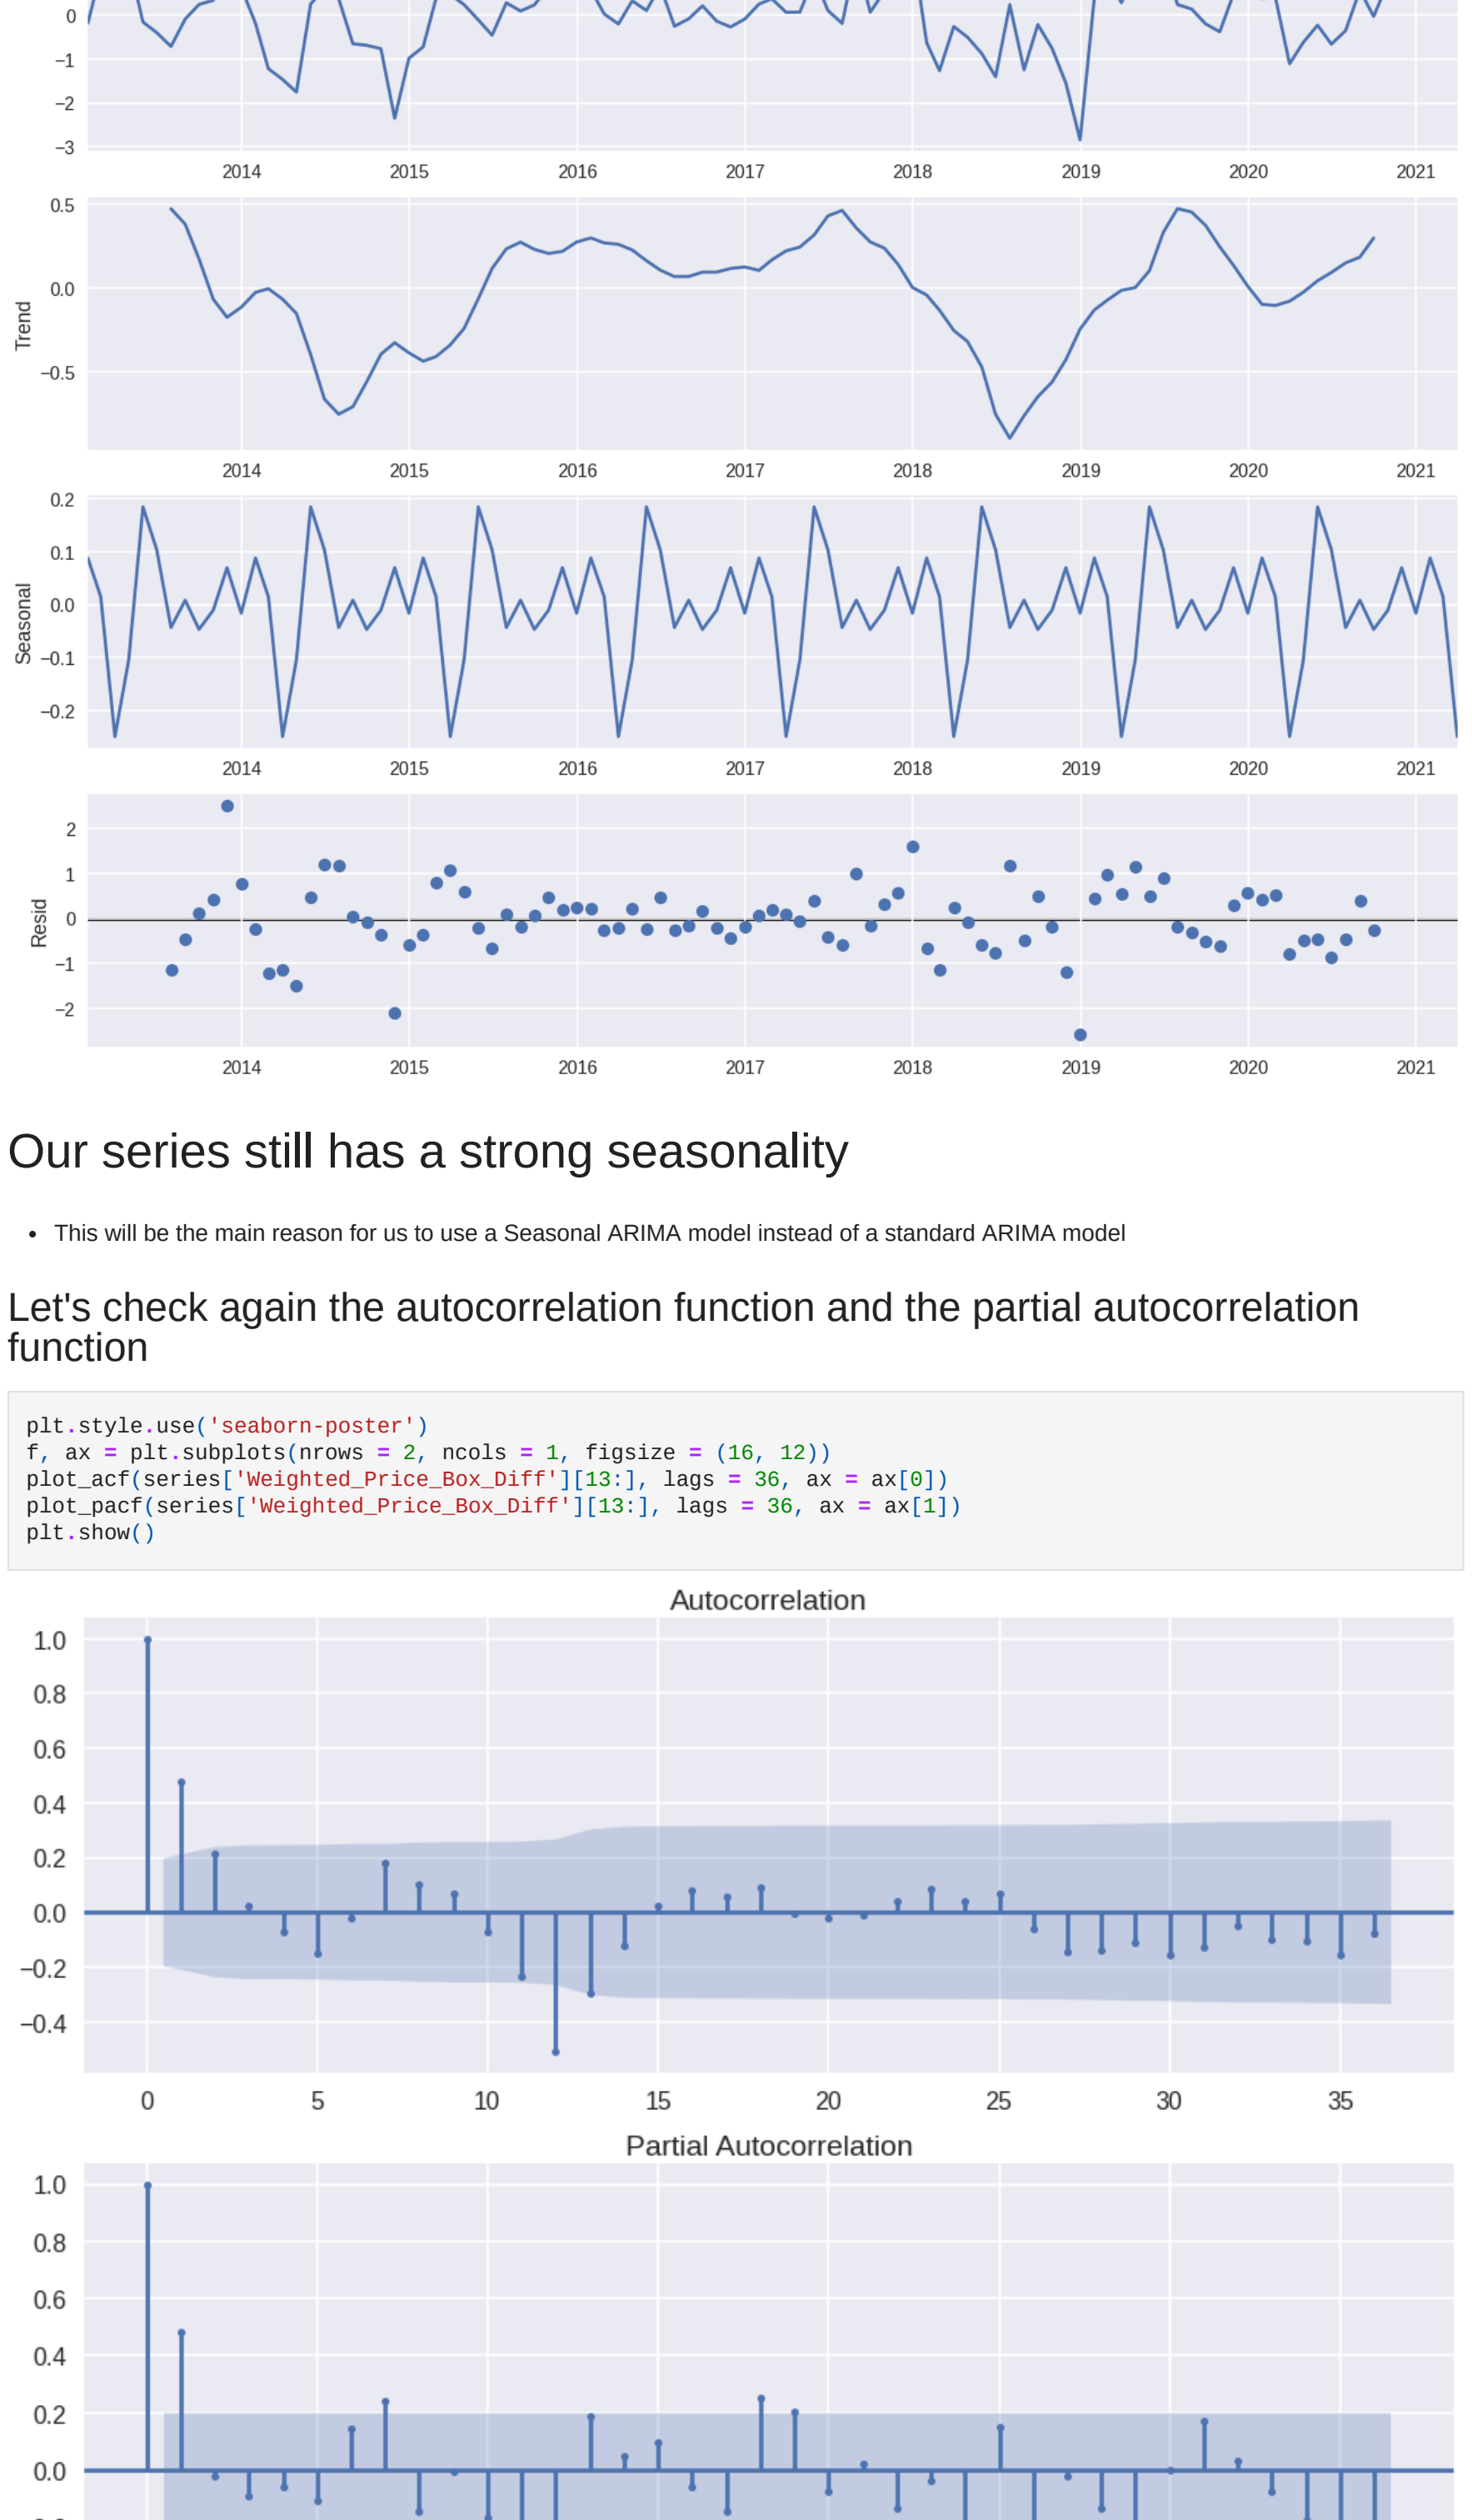 0
−1
−2
−3
2014 2015 2016 2017 2018 2019 2020 2021
0.5
0.0
−0.5
Trend
2014 2015 2016 2017 2018 2019 2020 2021
0.2
0.1
0.0
−0.1
−0.2
Seasonal
2014 2015 2016 2017 2018 2019 2020 2021
2
1
0
−1
−2
Resid
2014 2015 2016 2017 2018 2019 2020 2021
Our series still has a strong seasonality
• This will be the main reason for us to use a Seasonal ARIMA model instead of a standard ARIMA model
Let's check again the autocorrelation function and the partial autocorrelation
function
plt.style.use('seaborn-poster')
f, ax = plt.subplots(nrows = 2, ncols = 1, figsize = (16, 12))
plot_acf(series['Weighted_Price_Box_Diff'][13:], lags = 36, ax = ax[0])
plot_pacf(series['Weighted_Price_Box_Diff'][13:], lags = 36, ax = ax[1])
plt.show()
Autocorrelation
1.0
0.8
0.6
0.4
0.2
0.0
−0.2
−0.4
0 5 10 15 20 25 30 35
Partial Autocorrelation
1.0
0.8
0.6
0.4
0.2
0.0